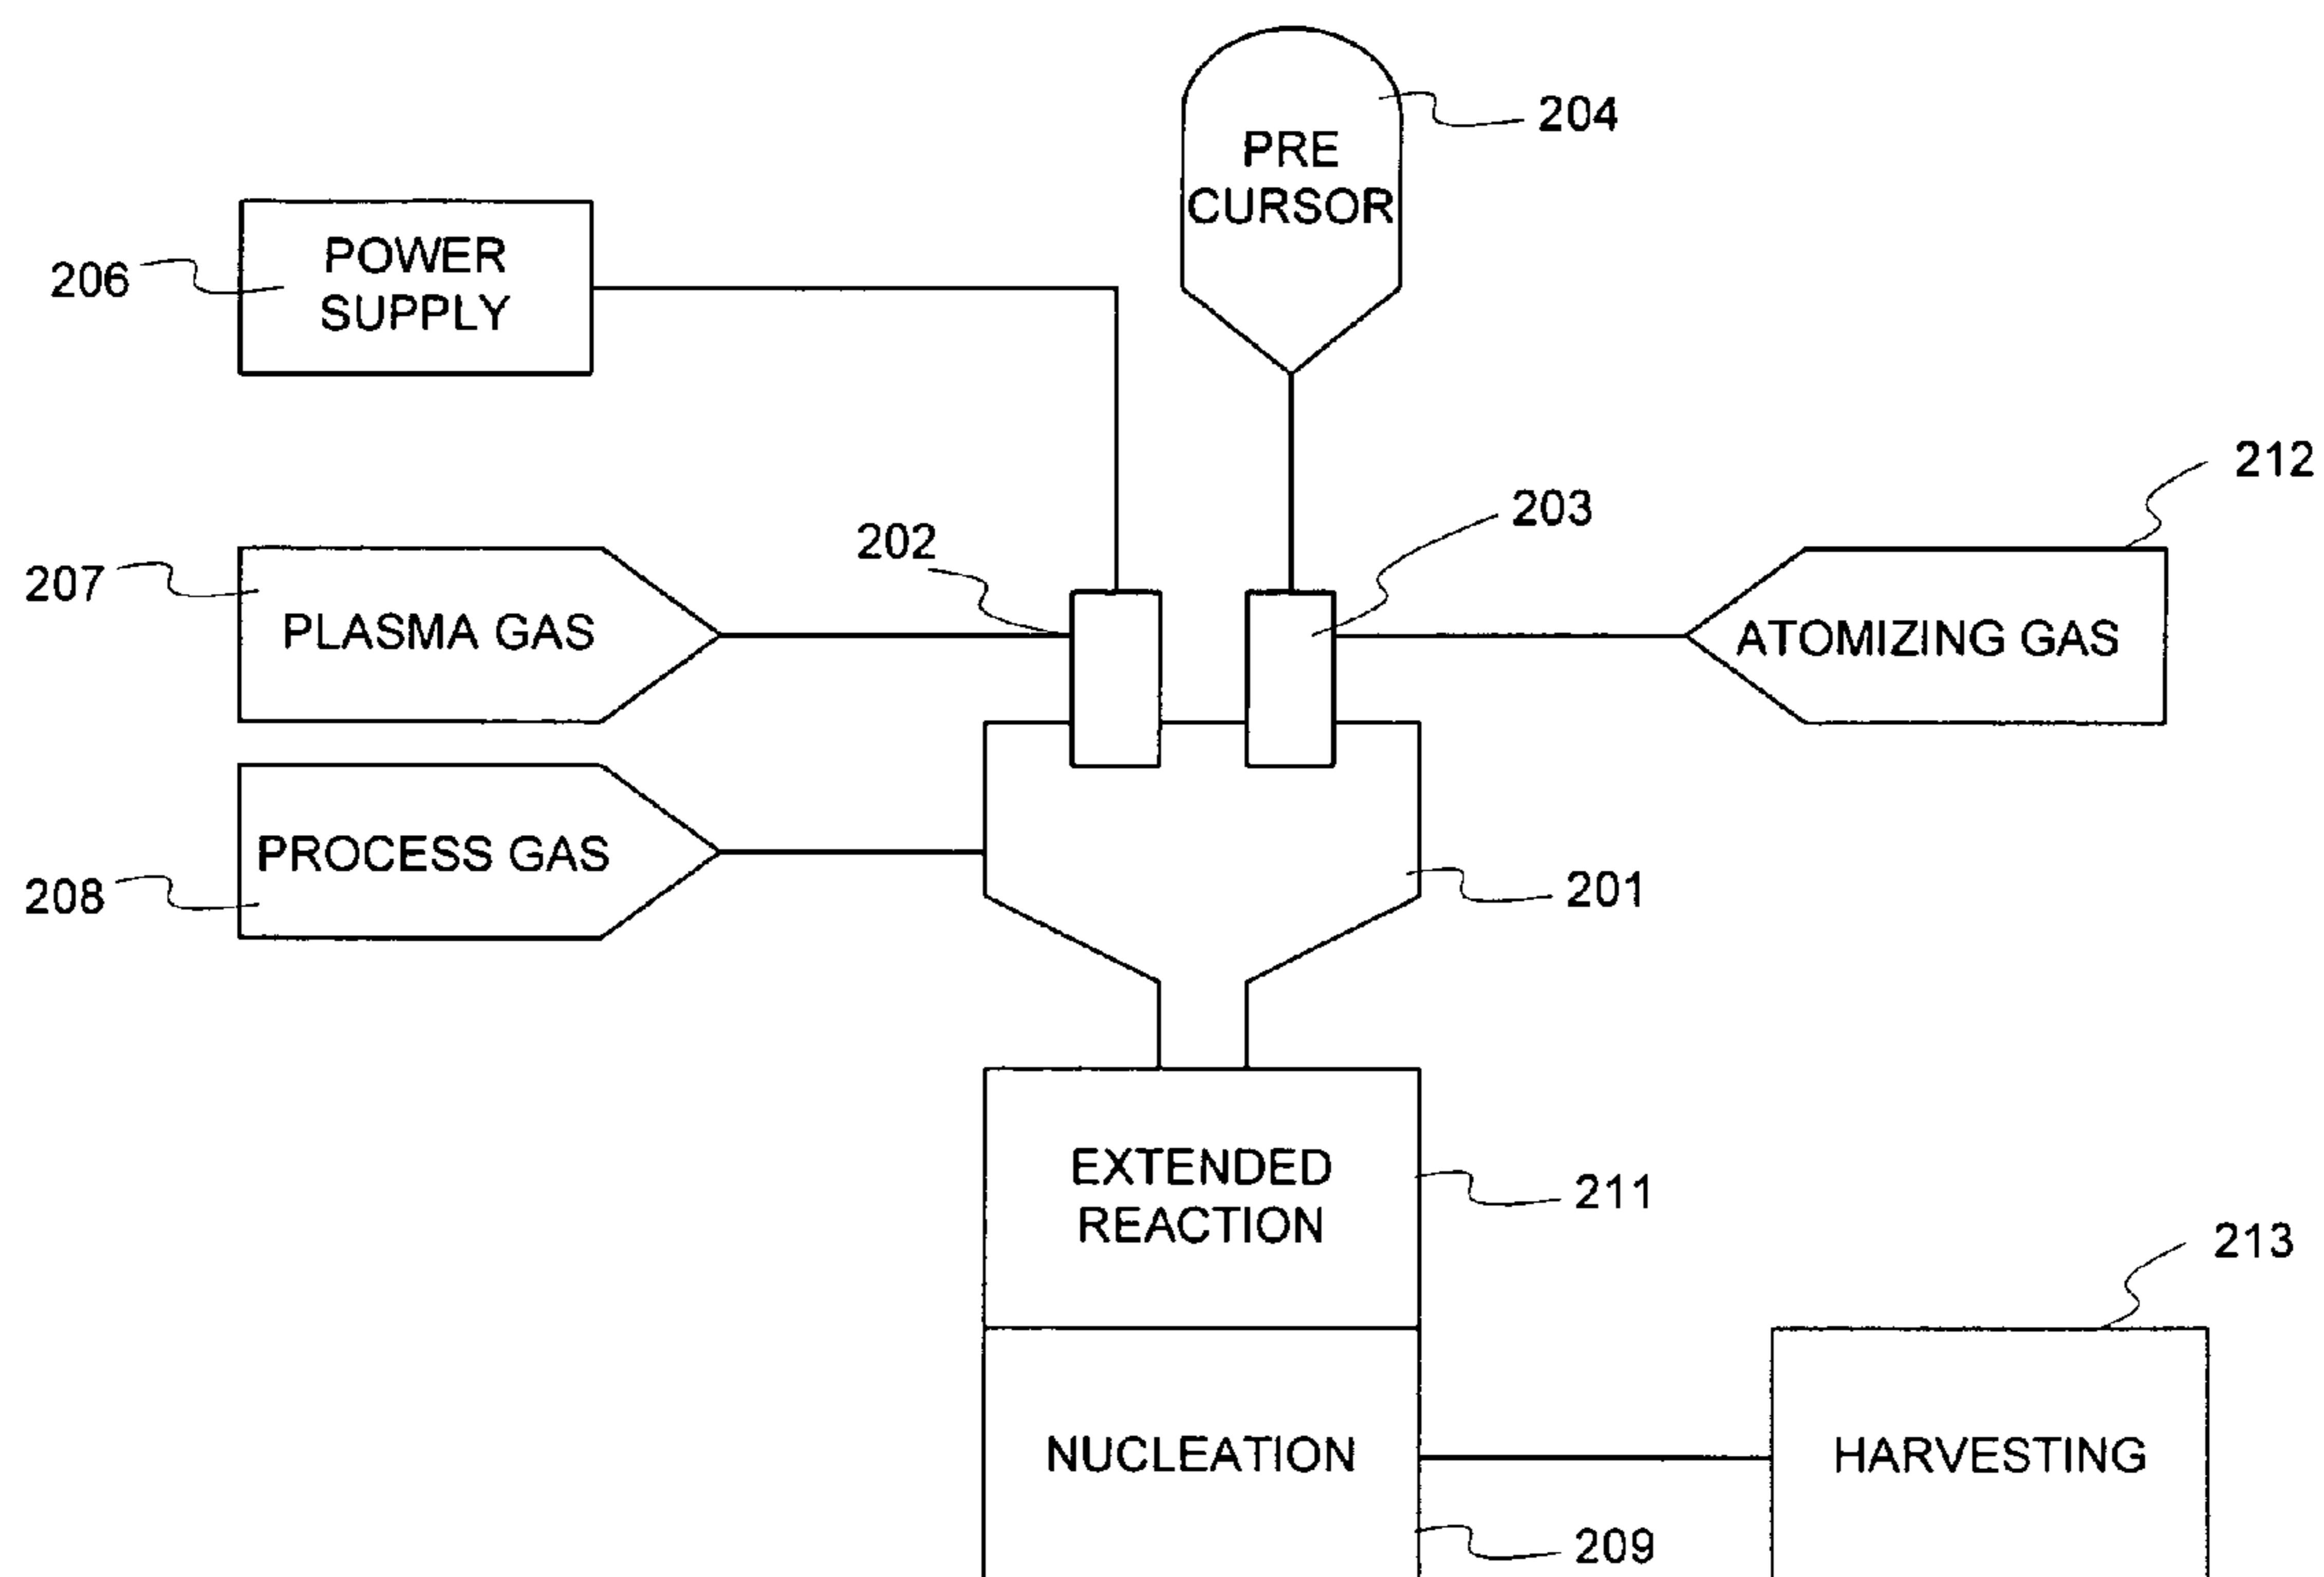 204
PRE
CURSOR
206
POWER
SUPPLY
212
203
202
207
PLASMA GAS
ATOMIZING GAS
PROCESS GAS
208
201
EXTENDED
REACTION
211
213
NUCLEATION
HARVESTING
209